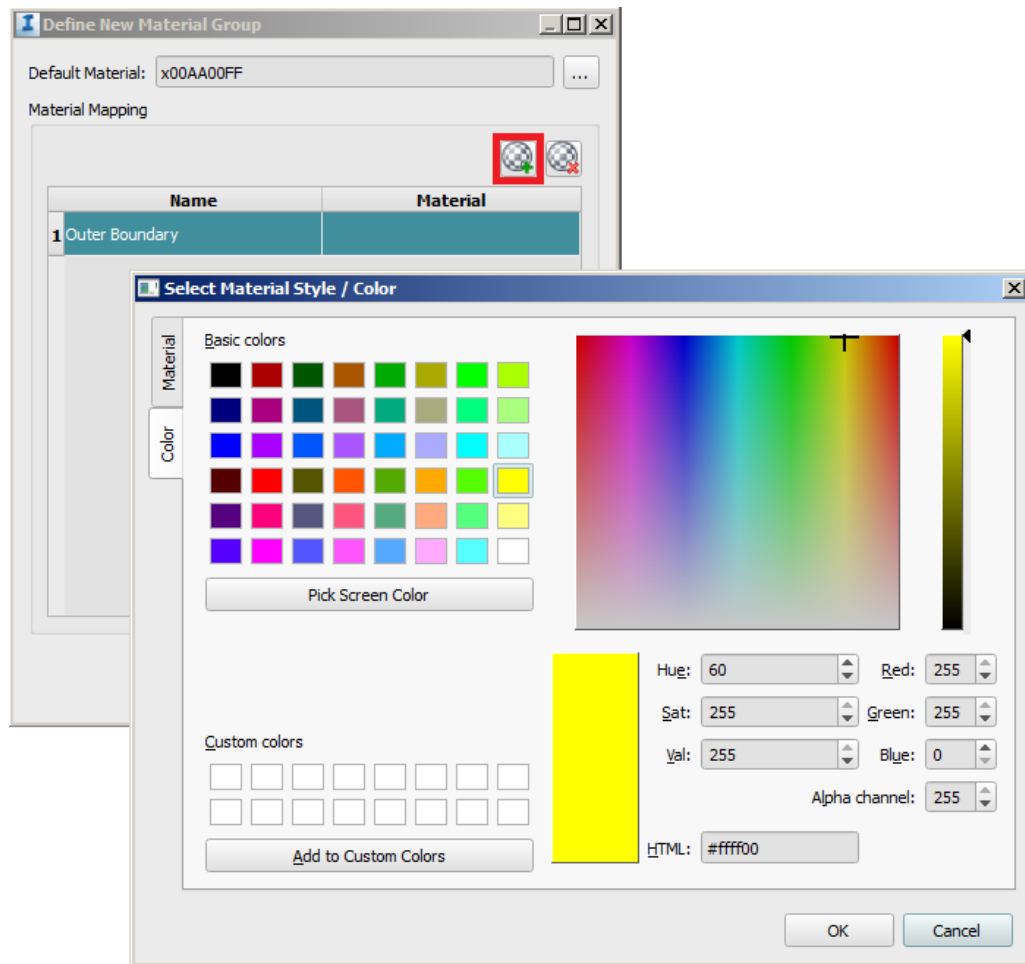 Define New Material Group
Default Material: x00AA00FF ...
Material Mapping
Name Material
1 Outer Boundary
Select Material Style / Color
Material
Color
Basic colors
Pick Screen Color
Custom colors
Add to Custom Colors
Hue: 60 Red: 255
Sat: 255 Green: 255
Val: 255 Blue: 0
Alpha channel: 255
HTML: #ffff00
OK Cancel